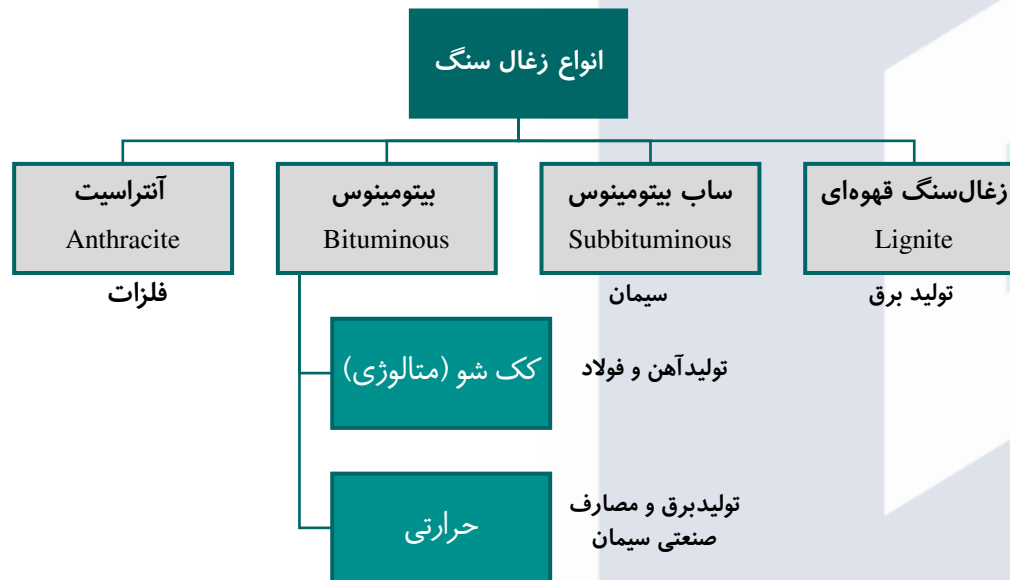 انواع زغال سنگ
زغال‌سنگ قهوه‌ای
Lignite
تولید برق
ساب بیتومینوس
Subbituminous
سیمان
بیتومینوس
Bituminous
آنتراسیت
Anthracite
فلزات
کک شو (متالوژی)
تولیدآهن و فولاد
حرارتی
تولیدبرق و مصارف
صنعتی سیمان